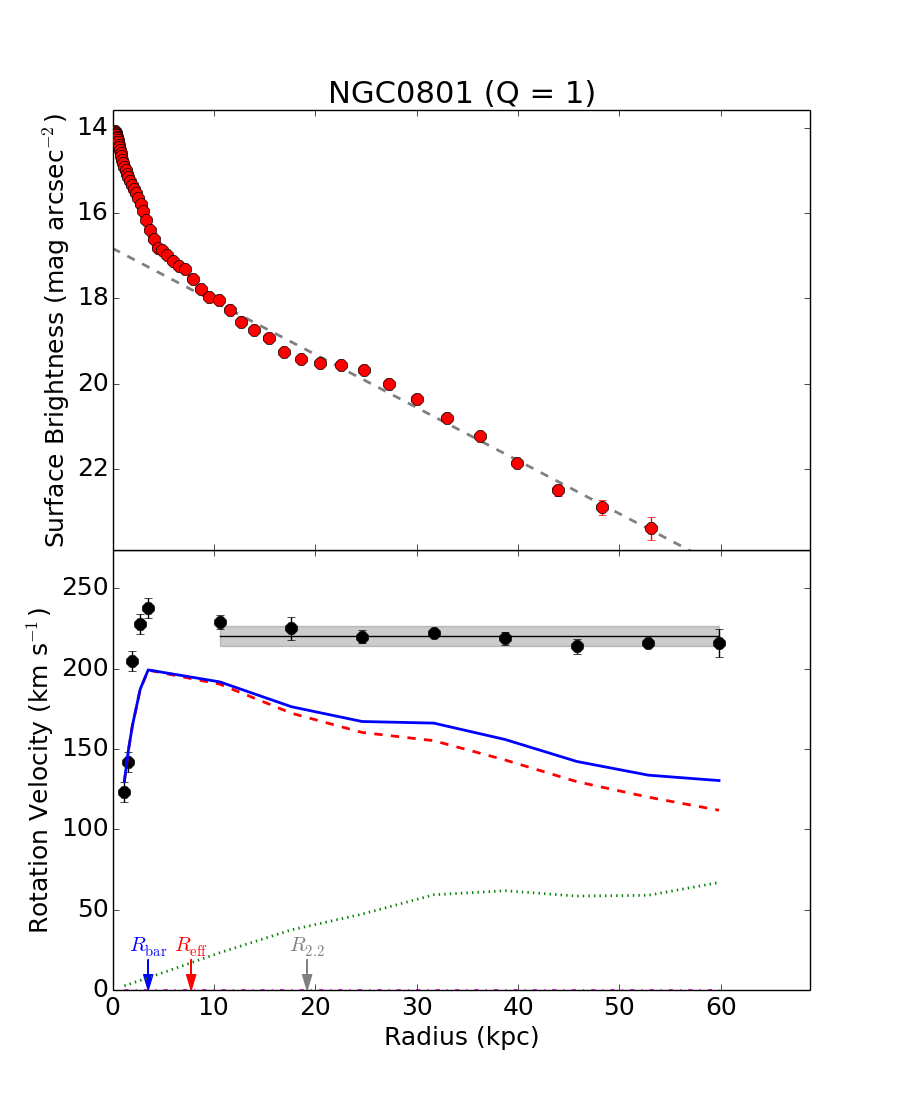 NGC0801 (Q = 1)
Surface Brightness (mag arcsec⁻²)
14
16
18
20
22
Rotation Velocity (km s⁻¹)
250
200
150
100
50
0
R_bar R_eff R_2.2
0 10 20 30 40 50 60
Radius (kpc)